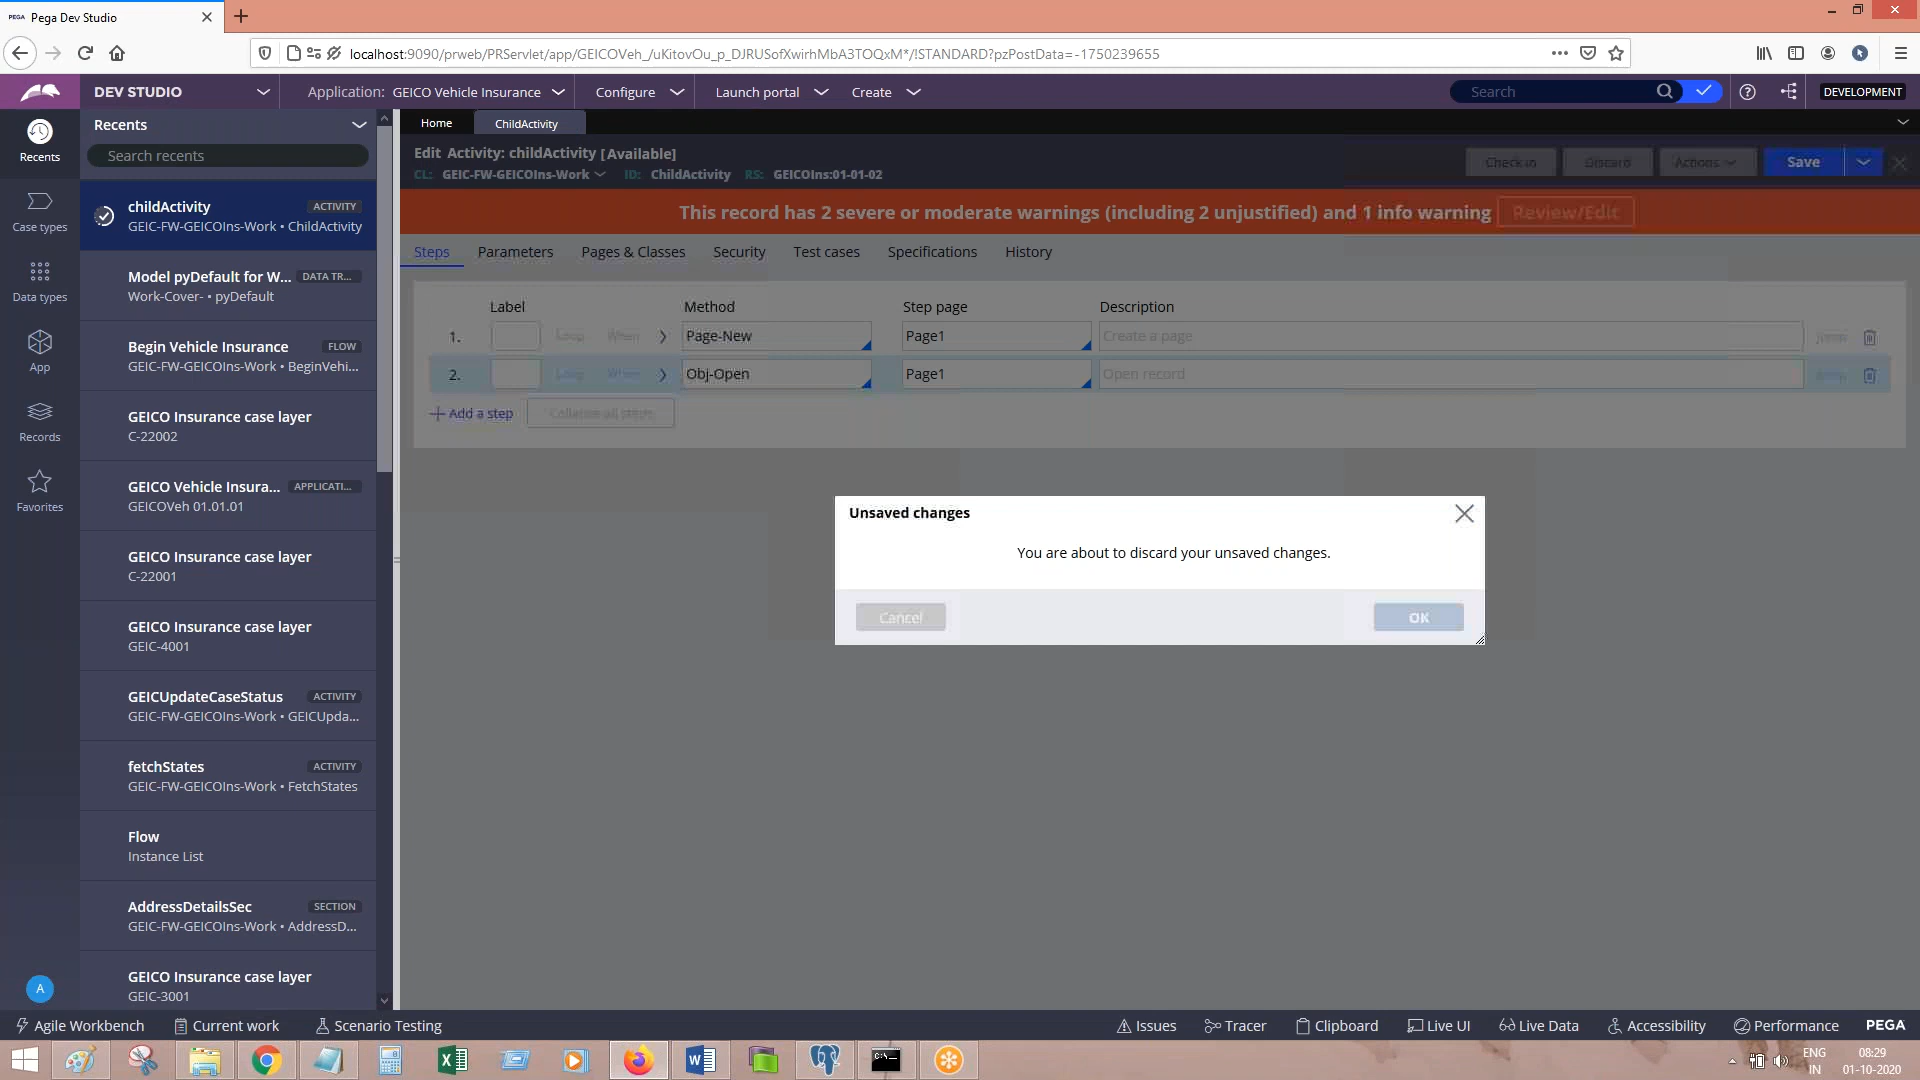 PEGA Pega Dev Studio
localhost:9090/prweb/PRServlet/app/GEICOVeh_/uKitovOu_p_DJRUSofXwirhMbA3TOQxM*/!STANDARD?pzPostData=-1750239655
DEV STUDIO
Application: GEICO Vehicle Insurance
Configure
Launch portal
Create
Search
DEVELOPMENT
Recents
Case types
Data types
App
Records
Favorites
A
Recents
Search recents
childActivity ACTIVITY
GEIC-FW-GEICOIns-Work • ChildActivity
Model pyDefault for W... DATA TR...
Work-Cover- • pyDefault
Begin Vehicle Insurance FLOW
GEIC-FW-GEICOIns-Work • BeginVehi...
GEICO Insurance case layer
C-22002
GEICO Vehicle Insura... APPLICATI...
GEICOVeh 01.01.01
GEICO Insurance case layer
C-22001
GEICO Insurance case layer
GEIC-4001
GEICUpdateCaseStatus ACTIVITY
GEIC-FW-GEICOIns-Work • GEICUpda...
fetchStates ACTIVITY
GEIC-FW-GEICOIns-Work • FetchStates
Flow
Instance List
AddressDetailsSec SECTION
GEIC-FW-GEICOIns-Work • AddressD...
GEICO Insurance case layer
GEIC-3001
Home ChildActivity
Edit Activity: childActivity [Available]
CL: GEIC-FW-GEICOIns-Work ID: ChildActivity RS: GEICOIns:01-01-02
Check in Discard Actions Save
This record has 2 severe or moderate warnings (including 2 unjustified) and 1 info warning Review/Edit
Steps Parameters Pages & Classes Security Test cases Specifications History
Label Method Step page Description
1. Loop When Page-New Page1 Create a page Jump
2. Loop When Obj-Open Page1 Open record Jump
Add a step Collapse all steps
Unsaved changes
You are about to discard your unsaved changes.
Cancel OK
Agile Workbench Current work Scenario Testing Issues Tracer Clipboard Live UI Live Data Accessibility Performance PEGA
ENG
IN
08:29
01-10-2020